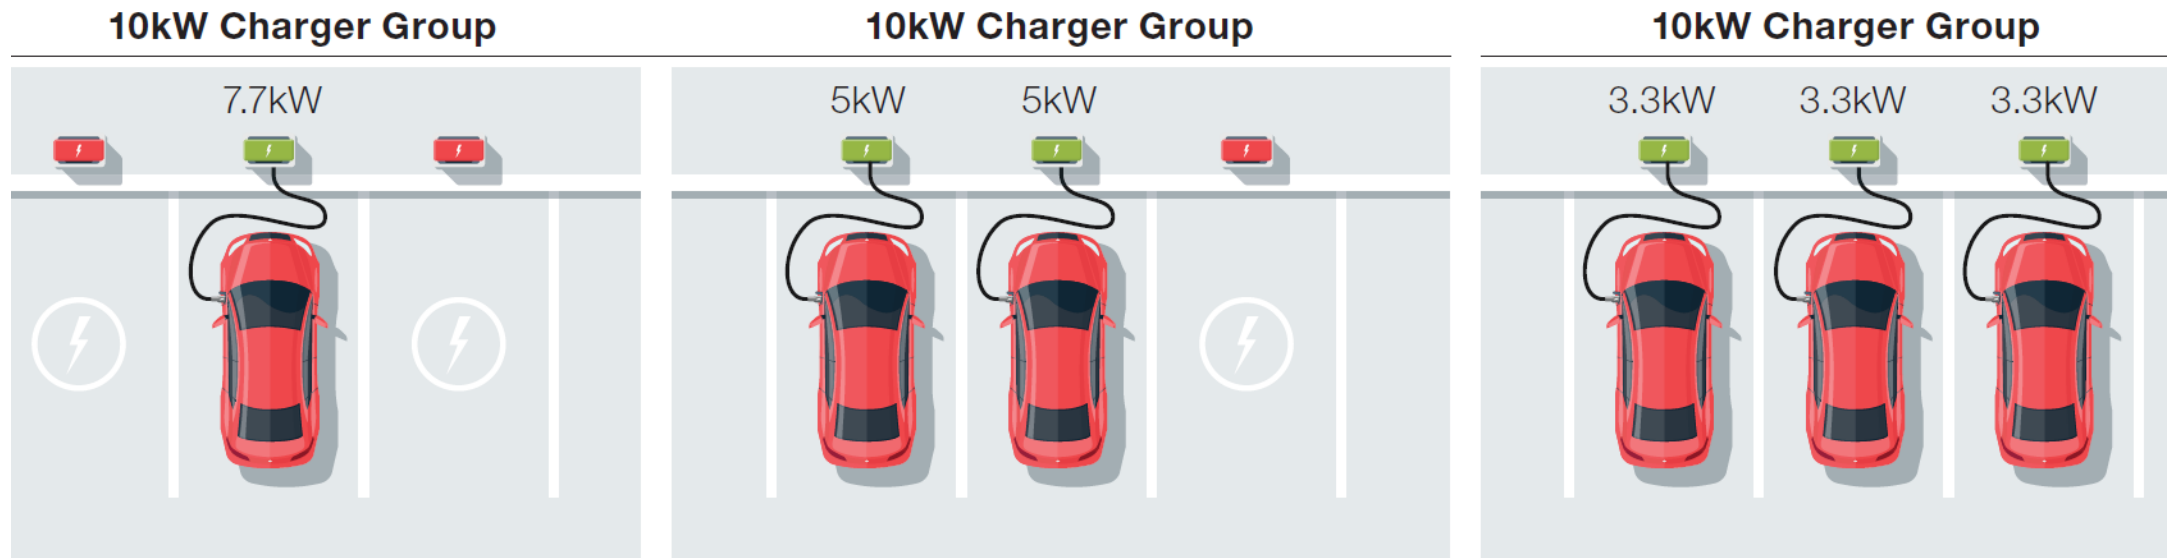 10kW Charger Group
7.7kW
10kW Charger Group
5kW 5kW
10kW Charger Group
3.3kW 3.3kW 3.3kW